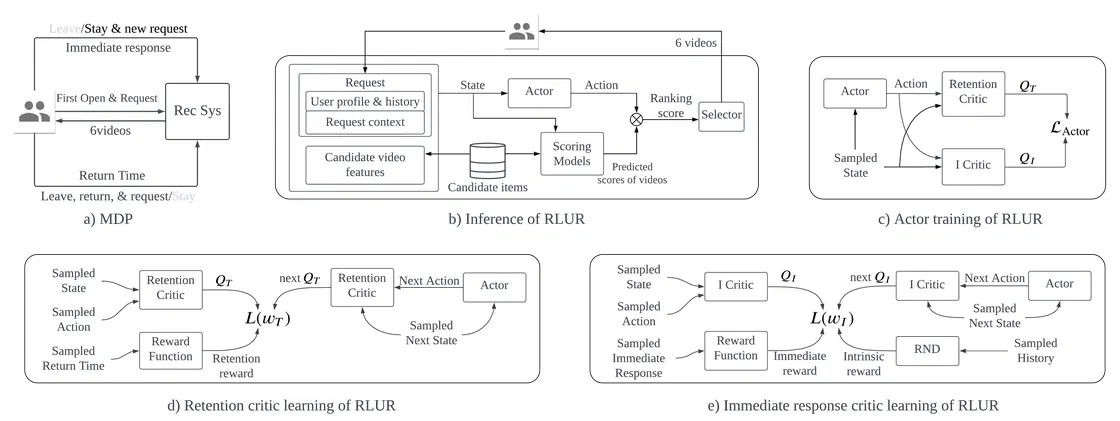 Leave/Stay & new request
Immediate response
First Open & Request
Rec Sys
6videos
Return Time
Leave, return, & request/Stay
a) MDP
6 videos
Request
User profile & history
Request context
Candidate video
features
State
Actor
Action
Ranking
score
Selector
Scoring
Models
Predicted
scores of videos
Candidate items
b) Inference of RLUR
Actor
Action
Retention
Critic
Q_T
ℒ_Actor
Sampled
State
I Critic
Q_I
c) Actor training of RLUR
Sampled
State
Retention
Critic
Q_T
next Q_T
Retention
Critic
Next Action
Actor
Sampled
Action
L(w_T)
Sampled
Next State
Sampled
Return Time
Reward
Function
Retention
reward
d) Retention critic learning of RLUR
Sampled
State
I Critic
Q_I
next Q_I
I Critic
Next Action
Actor
Sampled
Action
L(w_I)
Sampled
Next State
Sampled
Immediate
Response
Reward
Function
Immediate
reward
Intrinsic
reward
RND
Sampled
History
e) Immediate response critic learning of RLUR